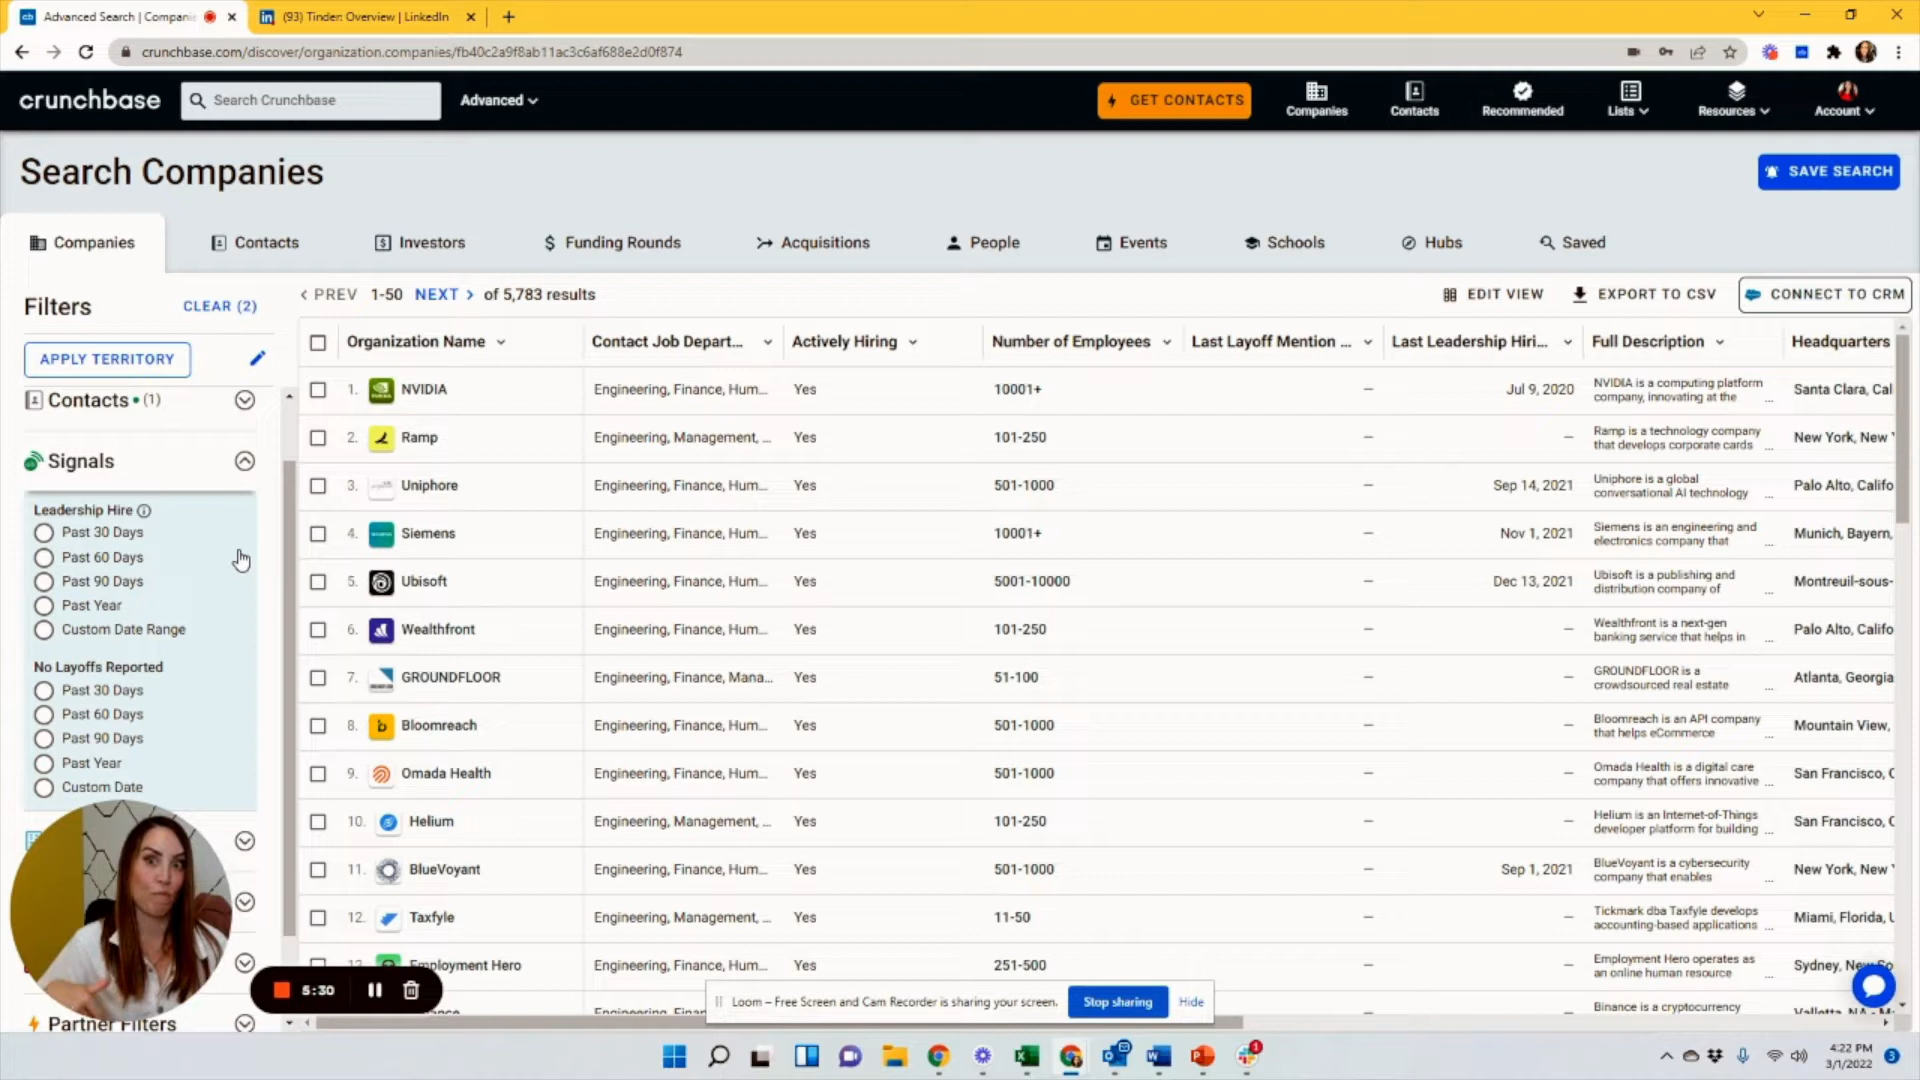 Advanced Search | Compani
(93) Tinder: Overview | LinkedIn
crunchbase.com/discover/organization.companies/fb40c2a9f8ab11ac3c6af688e2d0f874
crunchbase
Search Crunchbase
Advanced
GET CONTACTS
Companies
Contacts
Recommended
Lists
Resources
Account
Search Companies
SAVE SEARCH
Companies
Contacts
Investors
Funding Rounds
Acquisitions
People
Events
Schools
Hubs
Saved
Filters
CLEAR (2)
PREV 1-50 NEXT of 5,783 results
EDIT VIEW
EXPORT TO CSV
CONNECT TO CRM
APPLY TERRITORY
Contacts • (1)
Signals
Leadership Hire
Past 30 Days
Past 60 Days
Past 90 Days
Past Year
Custom Date Range
No Layoffs Reported
Past 30 Days
Past 60 Days
Past 90 Days
Past Year
Custom Date
Partner Filters
Organization Name Contact Job Depart... Actively Hiring Number of Employees Last Layoff Mention ... Last Leadership Hiri... Full Description Headquarters
1. NVIDIA Engineering, Finance, Hum... Yes 10001+ — Jul 9, 2020 NVIDIA is a computing platform Santa Clara, Cal
company, innovating at the ...
2. Ramp Engineering, Management, ... Yes 101-250 — — Ramp is a technology company New York, New Y
that develops corporate cards ...
3. Uniphore Engineering, Finance, Hum... Yes 501-1000 — Sep 14, 2021 Uniphore is a global Palo Alto, Califo
conversational AI technology ...
4. Siemens Engineering, Finance, Hum... Yes 10001+ — Nov 1, 2021 Siemens is an engineering and Munich, Bayern,
electronics company that ...
5. Ubisoft Engineering, Finance, Hum... Yes 5001-10000 — Dec 13, 2021 Ubisoft is a publishing and Montreuil-sous-
distribution company of ...
6. Wealthfront Engineering, Finance, Hum... Yes 101-250 — — Wealthfront is a next-gen Palo Alto, Califo
banking service that helps in ...
7. GROUNDFLOOR Engineering, Finance, Mana... Yes 51-100 — — GROUNDFLOOR is a Atlanta, Georgia
crowdsourced real estate ...
8. Bloomreach Engineering, Finance, Hum... Yes 501-1000 — — Bloomreach is an API company Mountain View,
that helps eCommerce ...
9. Omada Health Engineering, Finance, Hum... Yes 501-1000 — — Omada Health is a digital care San Francisco, C
company that offers innovative ...
10. Helium Engineering, Management, ... Yes 101-250 — — Helium is an Internet-of-Things San Francisco, C
developer platform for building ...
11. BlueVoyant Engineering, Finance, Hum... Yes 501-1000 — Sep 1, 2021 BlueVoyant is a cybersecurity New York, New Y
company that enables ...
12. Taxfyle Engineering, Management, ... Yes 11-50 — — Tickmark dba Taxfyle develops Miami, Florida, U
accounting-based applications ...
13. Employment Hero Engineering, Finance, Hum... Yes 251-500 — — Employment Hero operates as Sydney, New So
an online human resource ...
Binance is a cryptocurrency
5:30
Loom – Free Screen and Cam Recorder is sharing your screen.
Stop sharing
Hide
4:22 PM
3/1/2022